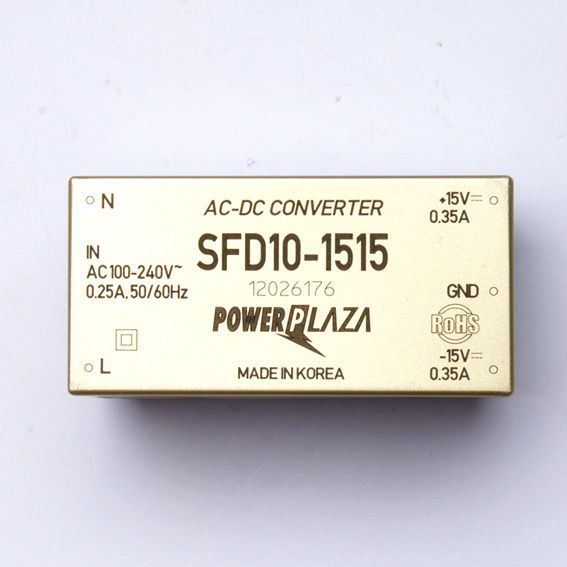 N
AC-DC CONVERTER
+15V⎓
0.35A
IN
AC100-240V~
0.25A,50/60Hz
SFD10-1515
12026176
GND
POWERPLAZA
RoHS
-15V⎓
0.35A
L
MADE IN KOREA